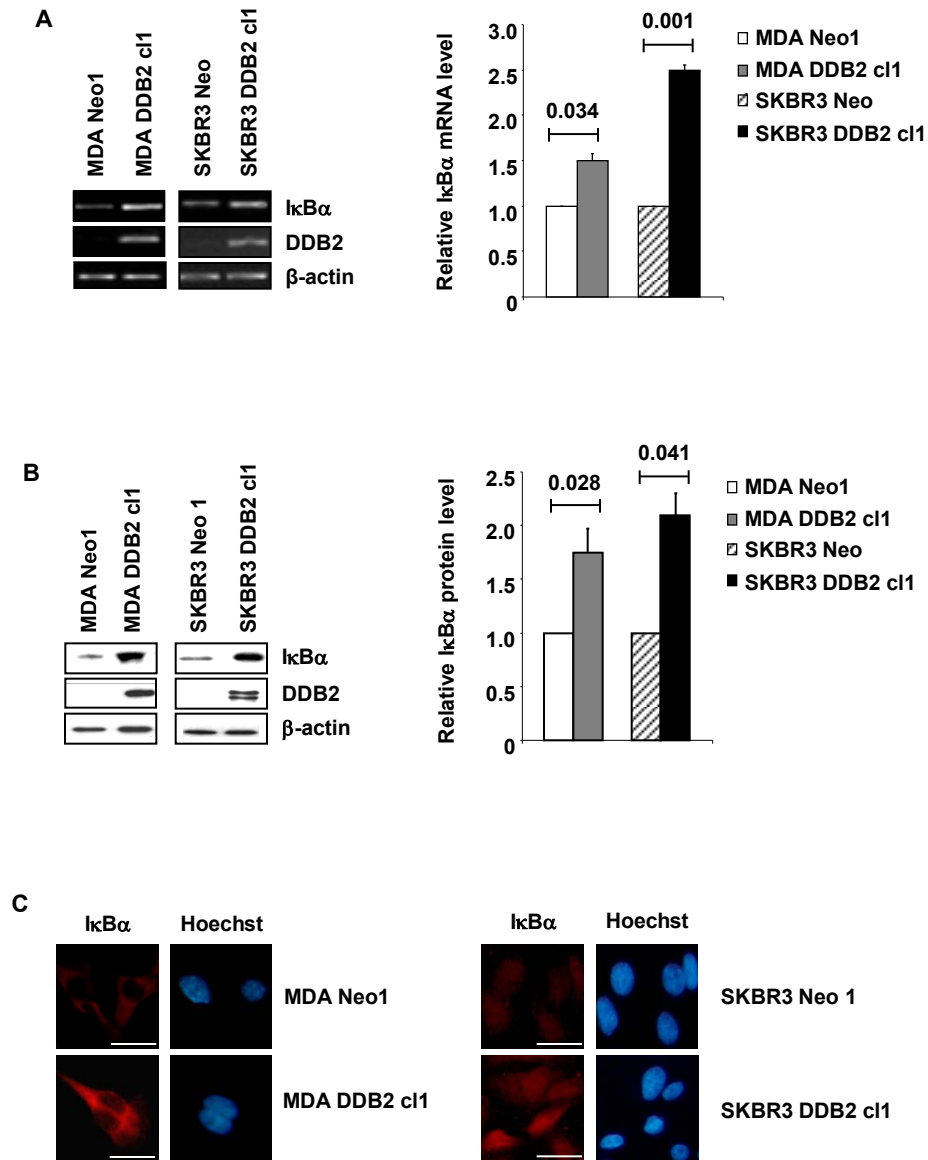 A
MDA Neo1
MDA DDB2 cl1
SKBR3 Neo
SKBR3 DDB2 cl1
IκBα
DDB2
β-actin
Relative IκBα mRNA level
3.0
2.5
2.0
1.5
1.0
0.5
0
0.034
0.001
MDA Neo1
MDA DDB2 cl1
SKBR3 Neo
SKBR3 DDB2 cl1
B
MDA Neo1
MDA DDB2 cl1
SKBR3 Neo 1
SKBR3 DDB2 cl1
IκBα
DDB2
β-actin
Relative IκBα protein level
2.5
2.0
1.5
1.0
0.5
0
0.028
0.041
MDA Neo1
MDA DDB2 cl1
SKBR3 Neo
SKBR3 DDB2 cl1
C
IκBα Hoechst
MDA Neo1
MDA DDB2 cl1
IκBα Hoechst
SKBR3 Neo 1
SKBR3 DDB2 cl1